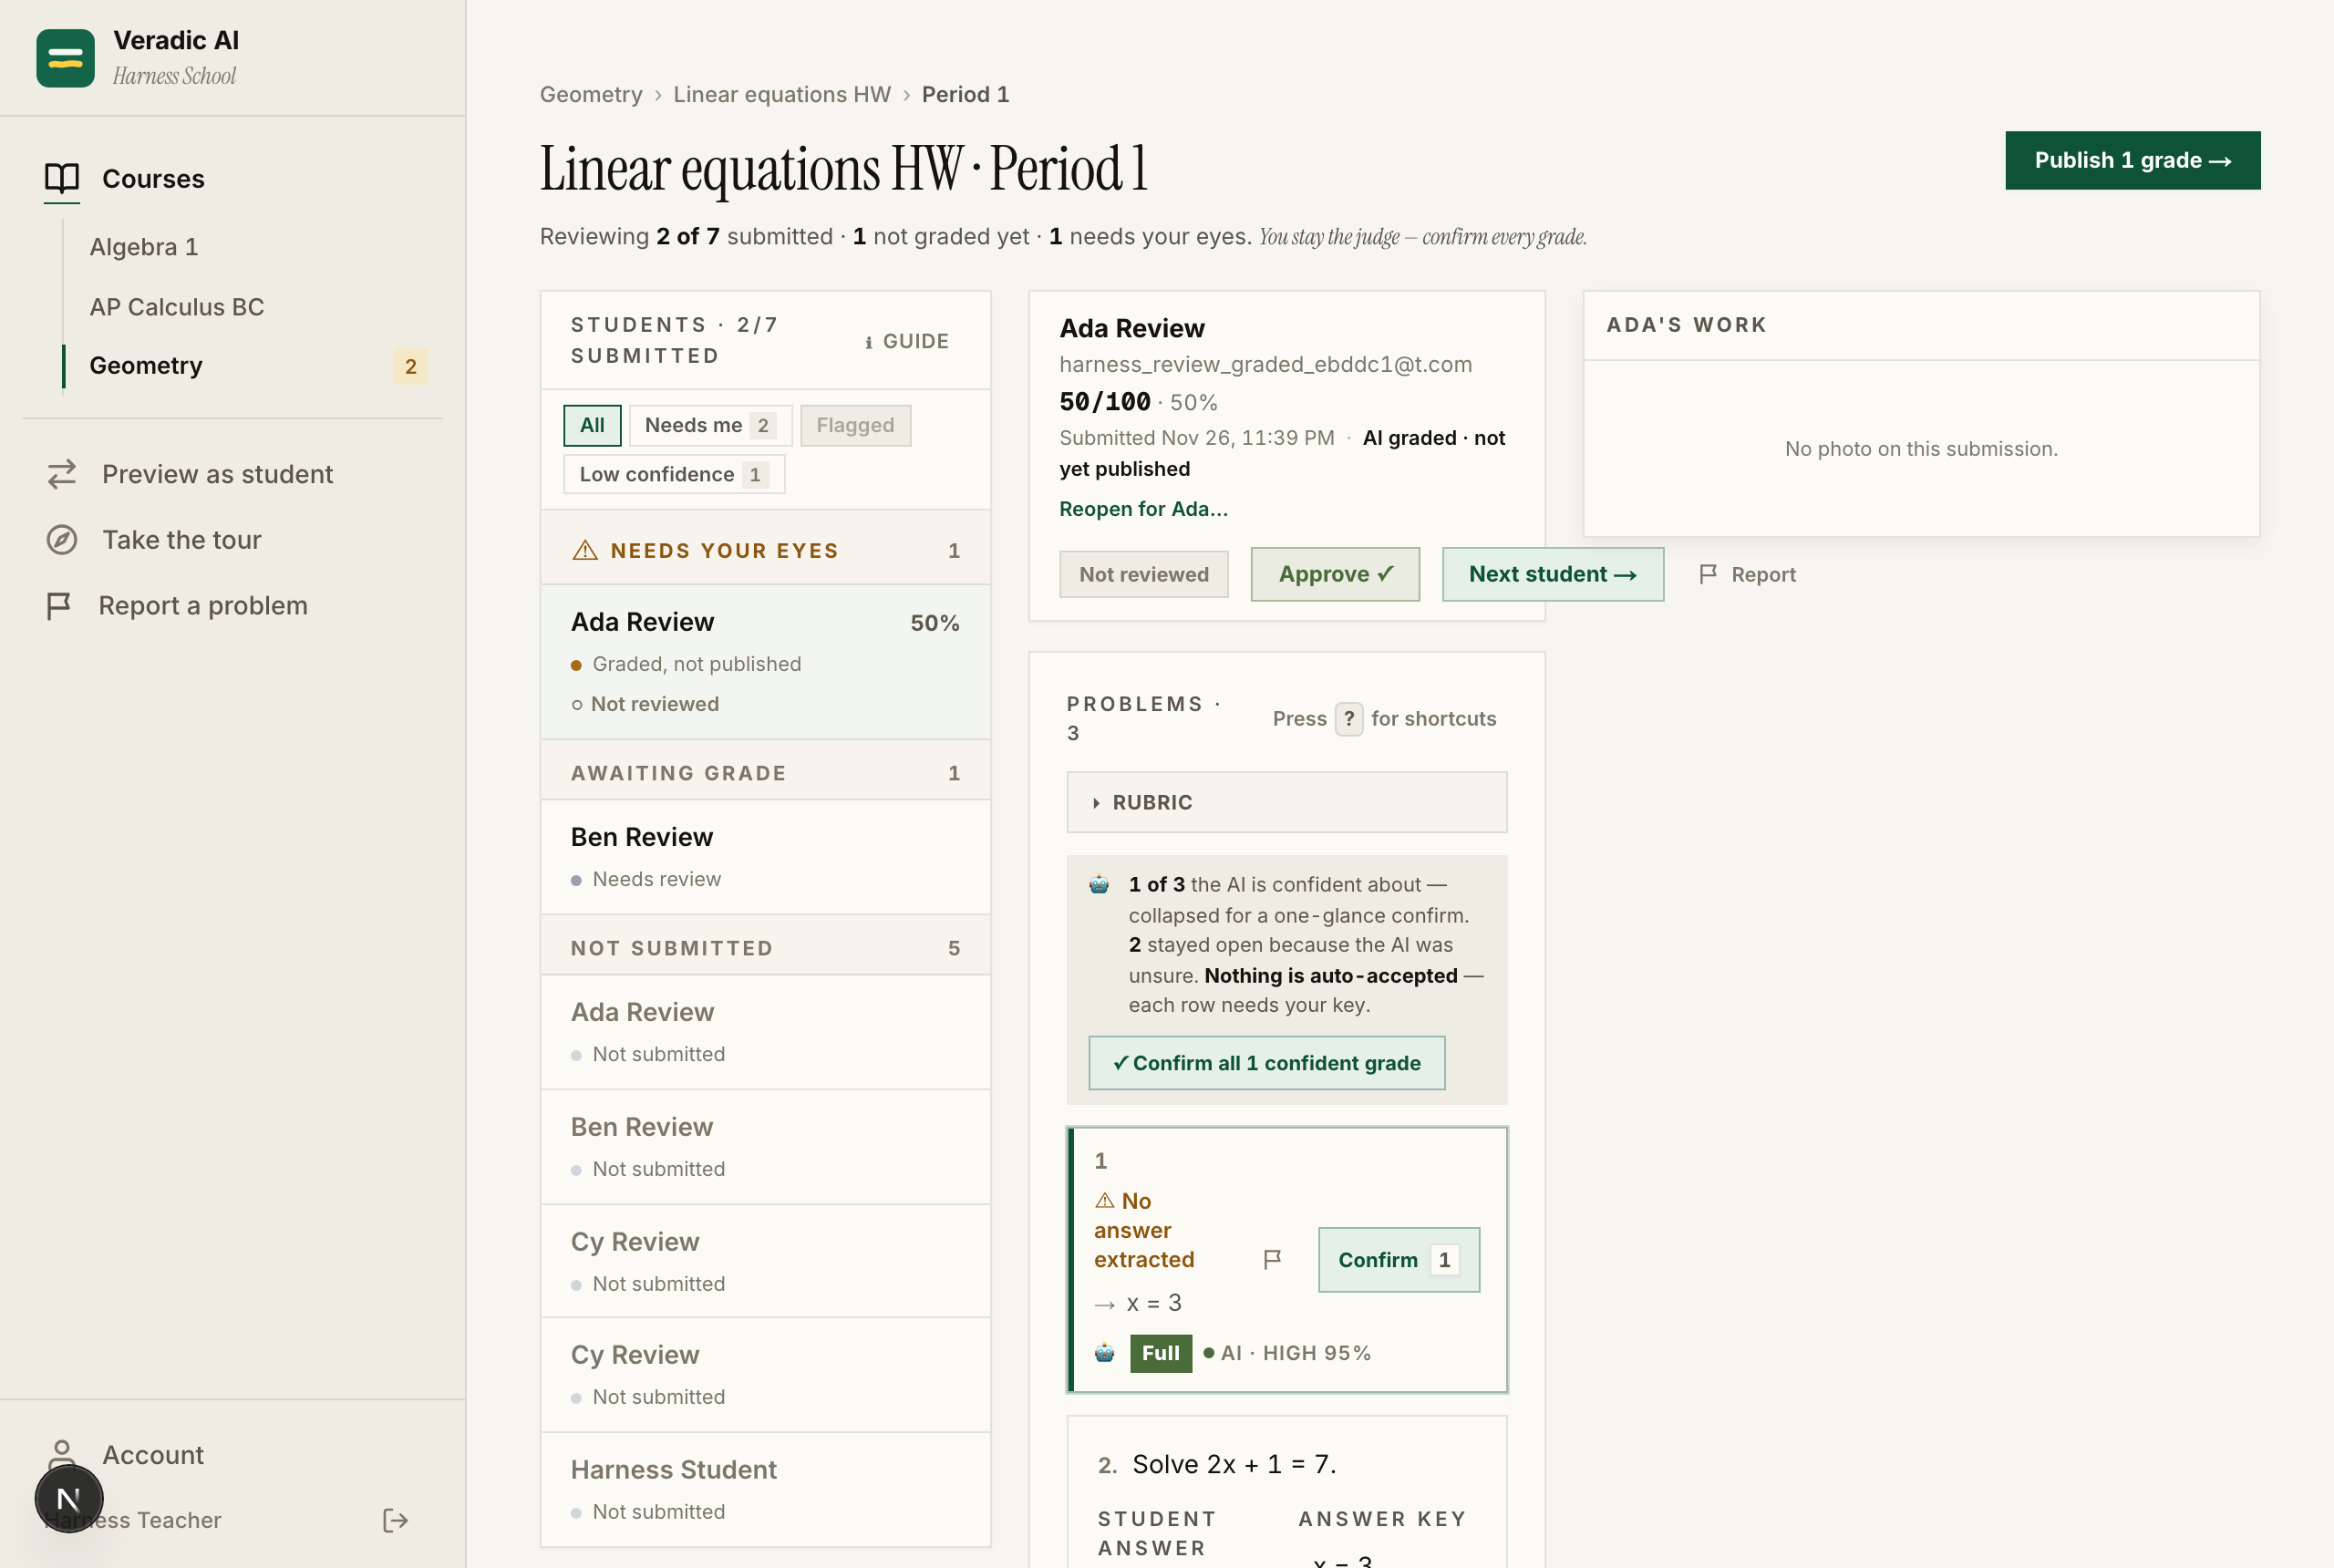 Veradic AI
Harness School
Courses
Algebra 1
AP Calculus BC
Geometry 2
Preview as student
Take the tour
Report a problem
Account
N
Harness Teacher
Geometry › Linear equations HW › Period 1
Linear equations HW · Period 1
Publish 1 grade →
Reviewing 2 of 7 submitted · 1 not graded yet · 1 needs your eyes. You stay the judge – confirm every grade.
STUDENTS · 2/7
SUBMITTED
i GUIDE
All Needs me 2 Flagged
Low confidence 1
⚠ NEEDS YOUR EYES 1
Ada Review 50%
Graded, not published
Not reviewed
AWAITING GRADE 1
Ben Review
Needs review
NOT SUBMITTED 5
Ada Review
Not submitted
Ben Review
Not submitted
Cy Review
Not submitted
Cy Review
Not submitted
Harness Student
Not submitted
Ada Review
harness_review_graded_ebddc1@t.com
50/100 · 50%
Submitted Nov 26, 11:39 PM · AI graded · not
yet published
Reopen for Ada…
Not reviewed Approve ✓ Next student → Report
PROBLEMS ·
3
Press ? for shortcuts
▸ RUBRIC
1 of 3 the AI is confident about —
collapsed for a one-glance confirm.
2 stayed open because the AI was
unsure. Nothing is auto-accepted —
each row needs your key.
✓ Confirm all 1 confident grade
1
⚠ No
answer
extracted
→ x = 3
Confirm 1
Full AI · HIGH 95%
2. Solve 2x + 1 = 7.
STUDENT
ANSWER
ANSWER KEY
x = 3
ADA'S WORK
No photo on this submission.